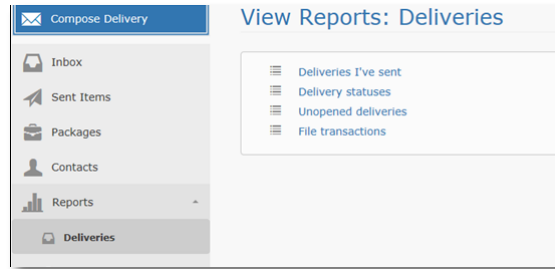 Compose Delivery
Inbox
Sent Items
Packages
Contacts
Reports
Deliveries
View Reports: Deliveries
Deliveries I've sent
Delivery statuses
Unopened deliveries
File transactions